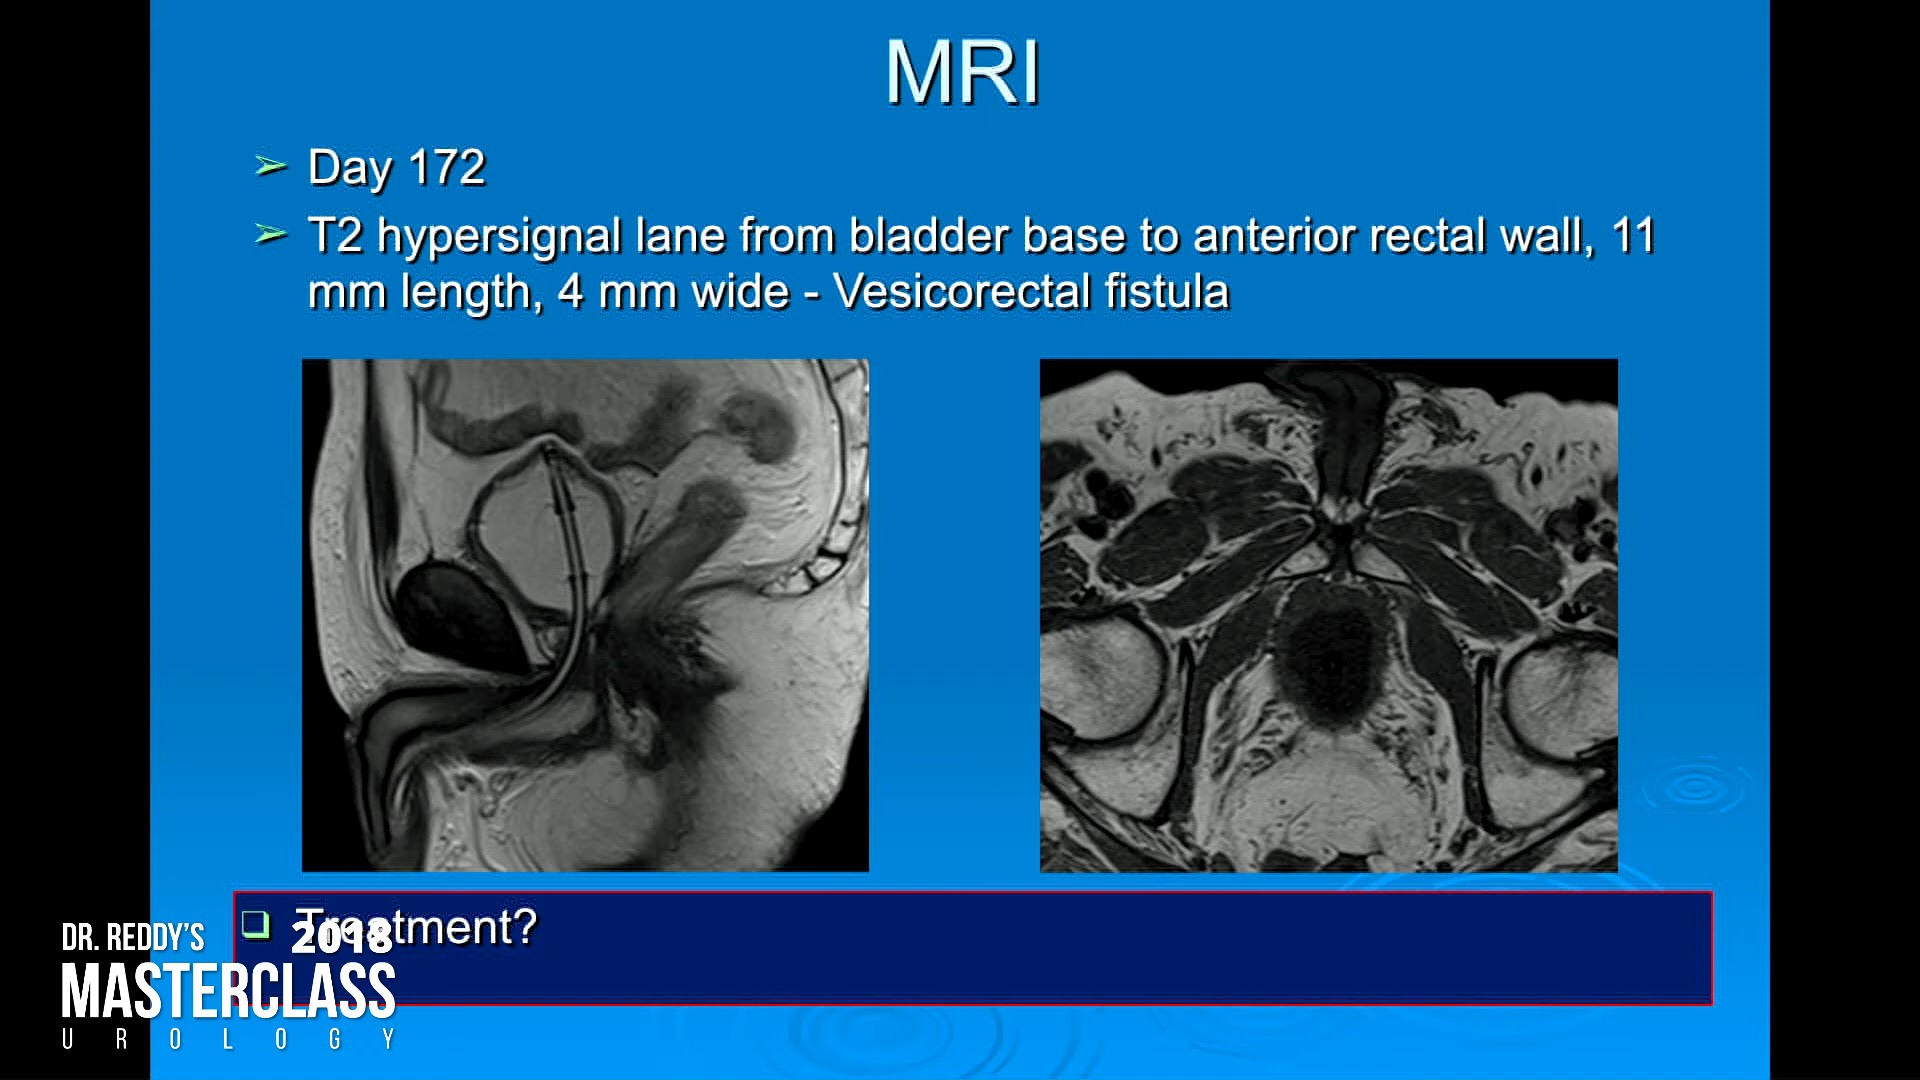 MRI
Day 172
T2 hypersignal lane from bladder base to anterior rectal wall, 11
mm length, 4 mm wide - Vesicorectal fistula
Treatment?
DR. REDDY'S 2018
MASTERCLASS
UROLOGY